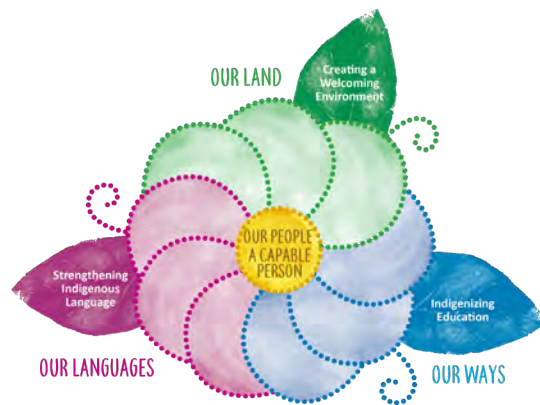 OUR LAND
Creating a
Welcoming
Environment
OUR PEOPLE
A CAPABLE
PERSON
Strengthening
Indigenous
Language
OUR LANGUAGES
Indigenizing
Education
OUR WAYS